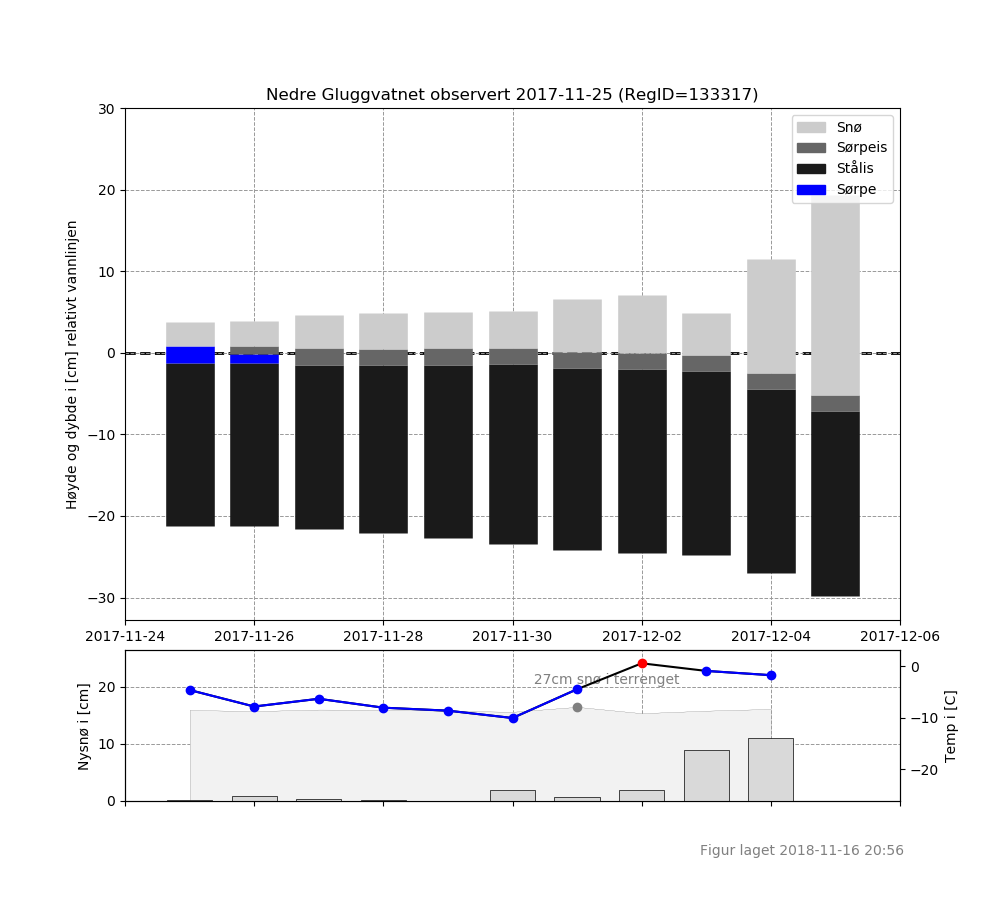 Nedre Gluggvatnet observert 2017-11-25 (RegID=133317)
30
20
10
0
−10
−20
−30
Høyde og dybde i [cm] relativt vannlinjen
Snø
Sørpeis
Stålis
Sørpe
2017-11-24 2017-11-26 2017-11-28 2017-11-30 2017-12-02 2017-12-04 2017-12-06
20
10
0
Nysnø i [cm]
27cm snø i terrenget
0
−10
−20
Temp i [C]
Figur laget 2018-11-16 20:56